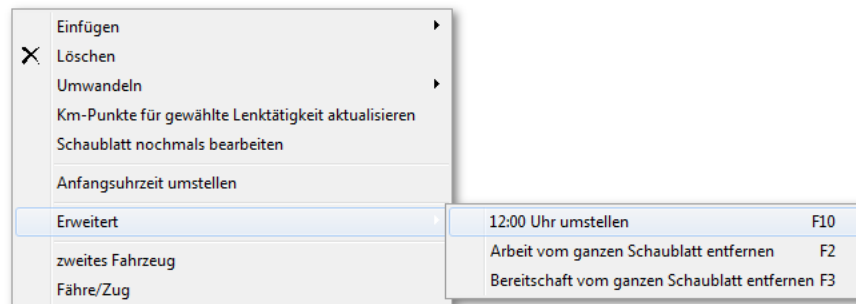 Einfügen
Löschen
Umwandeln
Km-Punkte für gewählte Lenktätigkeit aktualisieren
Schaublatt nochmals bearbeiten
Anfangsuhrzeit umstellen
Erweitert
12:00 Uhr umstellen F10
Arbeit vom ganzen Schaublatt entfernen F2
Bereitschaft vom ganzen Schaublatt entfernen F3
zweites Fahrzeug
Fähre/Zug